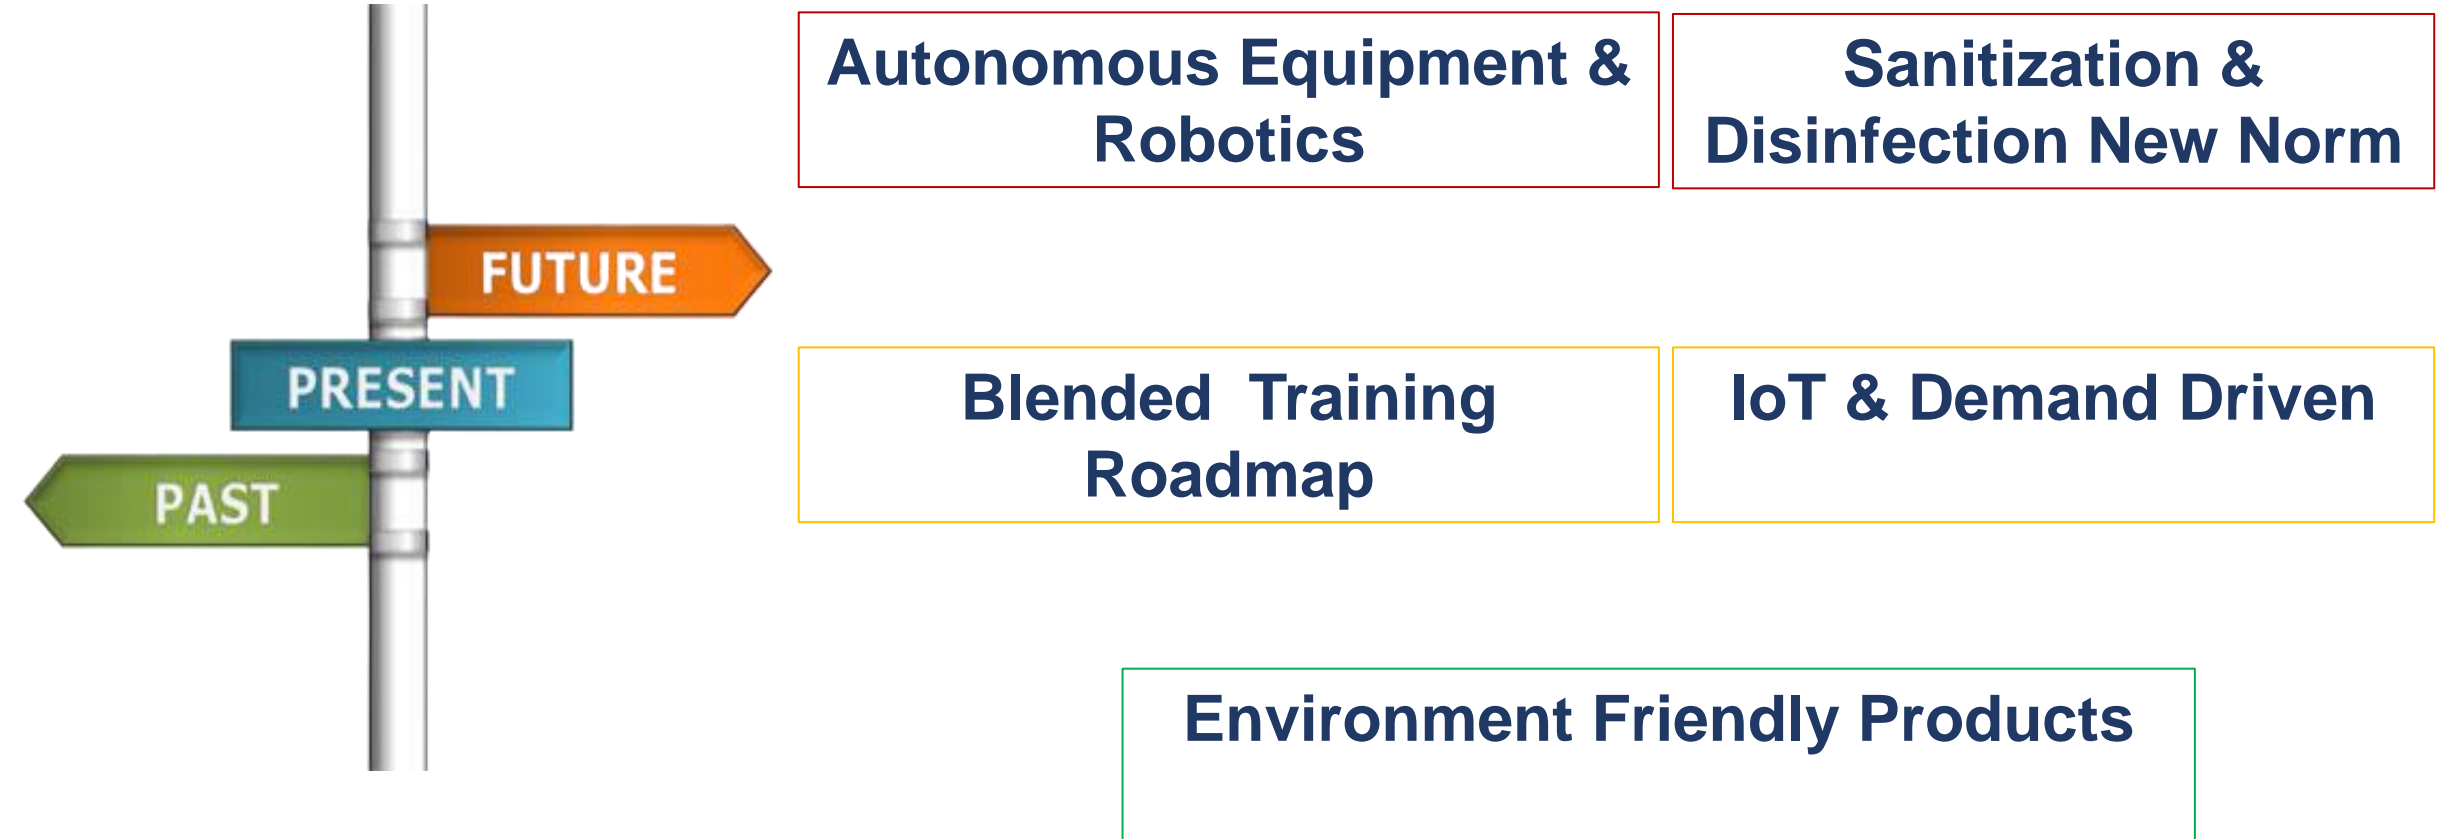 Autonomous Equipment &
Robotics
Sanitization &
Disinfection New Norm
FUTURE
PRESENT
PAST
Blended  Training
Roadmap
IoT & Demand Driven
Environment Friendly Products